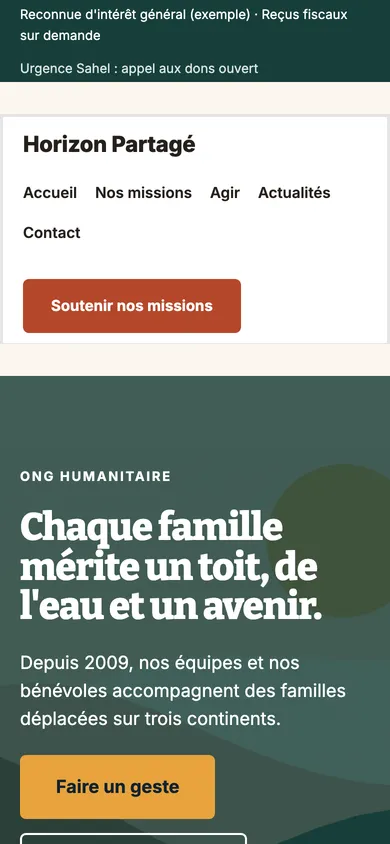 Reconnue d'intérêt général (exemple) · Reçus fiscaux
sur demande
Urgence Sahel : appel aux dons ouvert
Horizon Partagé
Accueil Nos missions Agir Actualités
Contact
Soutenir nos missions
ONG HUMANITAIRE
Chaque famille
mérite un toit, de
l'eau et un avenir.
Depuis 2009, nos équipes et nos
bénévoles accompagnent des familles
déplacées sur trois continents.
Faire un geste